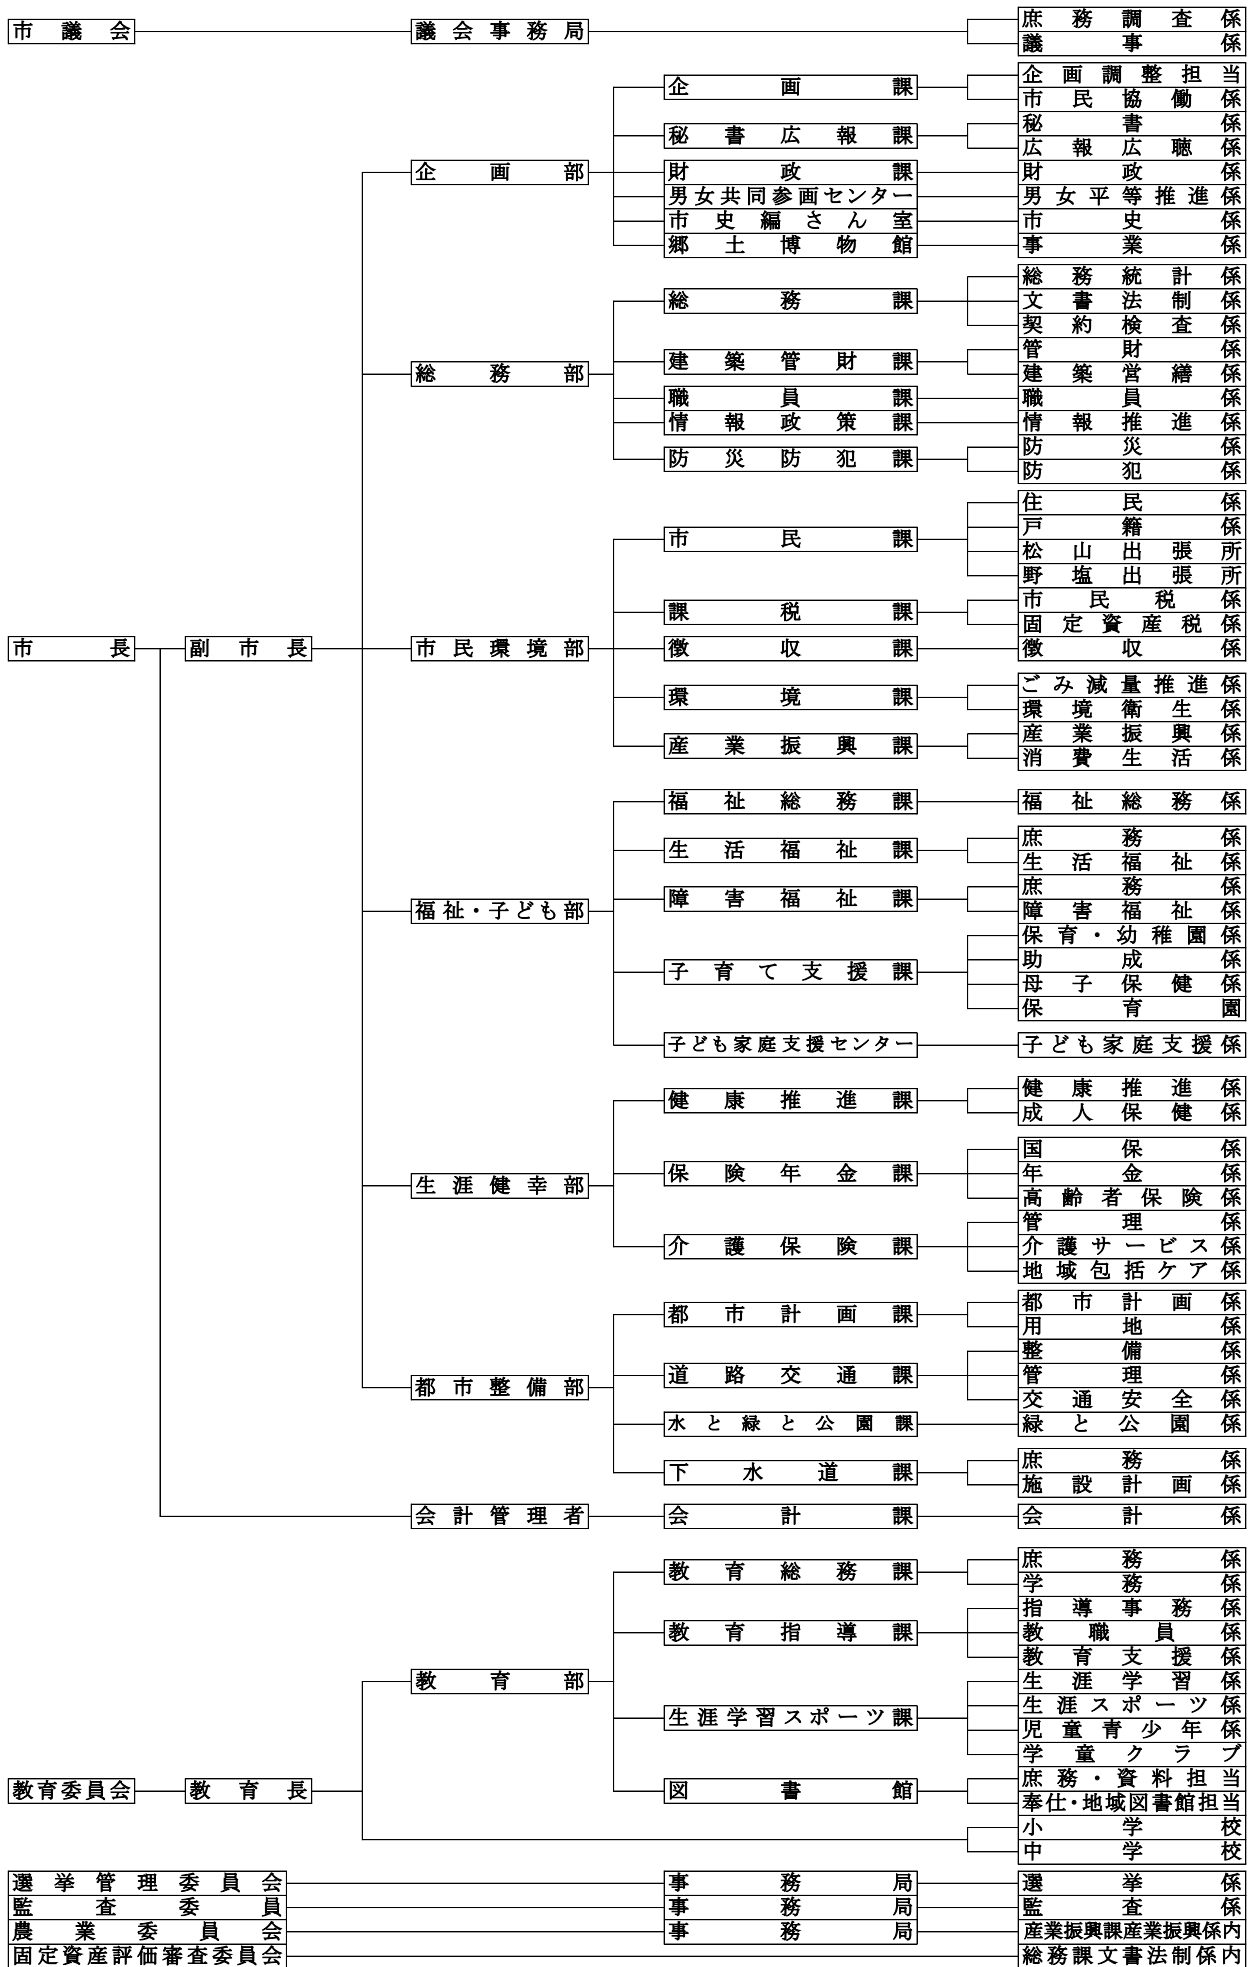 市議会 議会事務局 庶務調査係
議事係
企画調整担当
企画課
市民協働係
秘書係
秘書広報課
広報広聴係
企画部 財政課 財政係
男女共同参画センター 男女平等推進係
市史編さん室 市史係
郷土博物館 事業係
総務統計係
総務課 文書法制係
契約検査係
管財係
建築管財課
総務部 建築営繕係
職員課 職員係
情報政策課 情報推進係
防災係
防災防犯課
防犯係
住民係
戸籍係
市民課
松山出張所
野塩出張所
市民税係
課税課
固定資産税係
市長 副市長 市民環境部 徴収課 徴収係
ごみ減量推進係
環境課
環境衛生係
産業振興係
産業振興課
消費生活係
福祉総務課 福祉総務係
庶務係
生活福祉課
生活福祉係
庶務係
障害福祉課
福祉・子ども部 障害福祉係
保育・幼稚園係
助成係
子育て支援課
母子保健係
保育園
子ども家庭支援センター 子ども家庭支援係
健康推進係
健康推進課
成人保健係
国保係
生涯健幸部 保険年金課 年金係
高齢者保険係
管理係
介護保険課 介護サービス係
地域包括ケア係
都市計画係
都市計画課
用地係
整備係
都市整備部 道路交通課 管理係
交通安全係
水と緑と公園課 緑と公園係
庶務係
下水道課
施設計画係
会計管理者 会計課 会計係
庶務係
教育総務課
学務係
指導事務係
教育指導課 教職員係
教育支援係
教育部 生涯学習係
生涯スポーツ係
生涯学習スポーツ課
児童青少年係
学童クラブ
庶務・資料担当
教育委員会 教育長 図書館
奉仕・地域図書館担当
小学校
中学校
選挙管理委員会 事務局 選挙係
監査委員 事務局 監査係
農業委員会 事務局 産業振興課産業振興係内
固定資産評価審査委員会 総務課文書法制係内